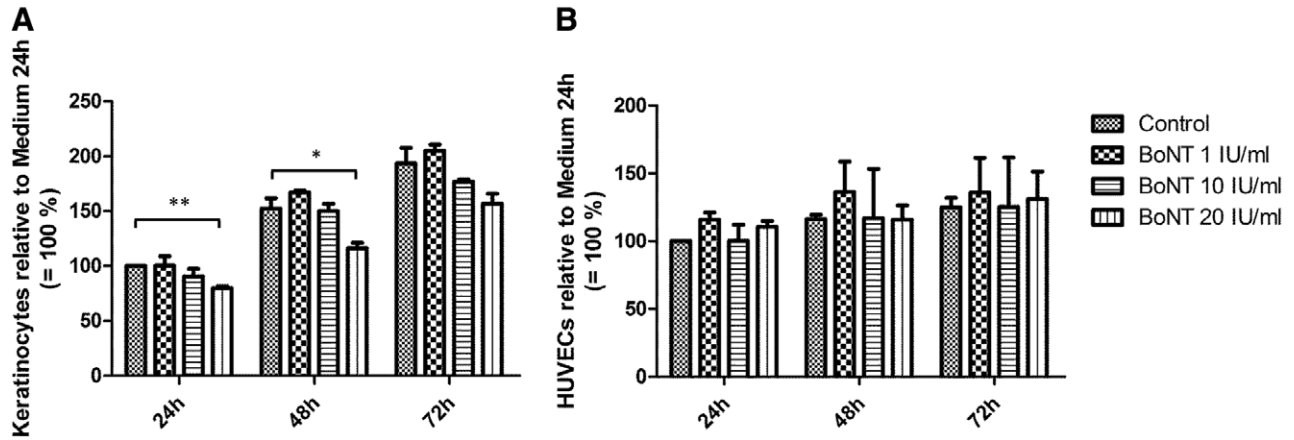 A
Keratinocytes relative to Medium 24h
(= 100 %)
250
200
150
100
50
0
**
*
24h
48h
72h
B
HUVECs relative to Medium 24h
(= 100 %)
200
150
100
50
0
24h
48h
72h
Control
BoNT 1 IU/ml
BoNT 10 IU/ml
BoNT 20 IU/ml